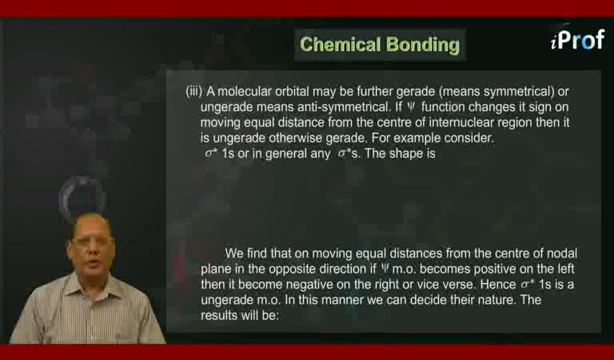 Chemical Bonding
iProf
(iii) A molecular orbital may be further gerade (means symmetrical) or
ungerade means anti-symmetrical. If Ψ function changes it sign on
moving equal distance from the centre of internuclear region then it
is ungerade otherwise gerade. For example consider.
σ* 1s or in general any σ*s. The shape is
We find that on moving equal distances from the centre of nodal
plane in the opposite direction if Ψ m.o. becomes positive on the left
then it become negative on the right or vice verse. Hence σ* 1s is a
ungerade m.o. In this manner we can decide their nature. The
results will be: